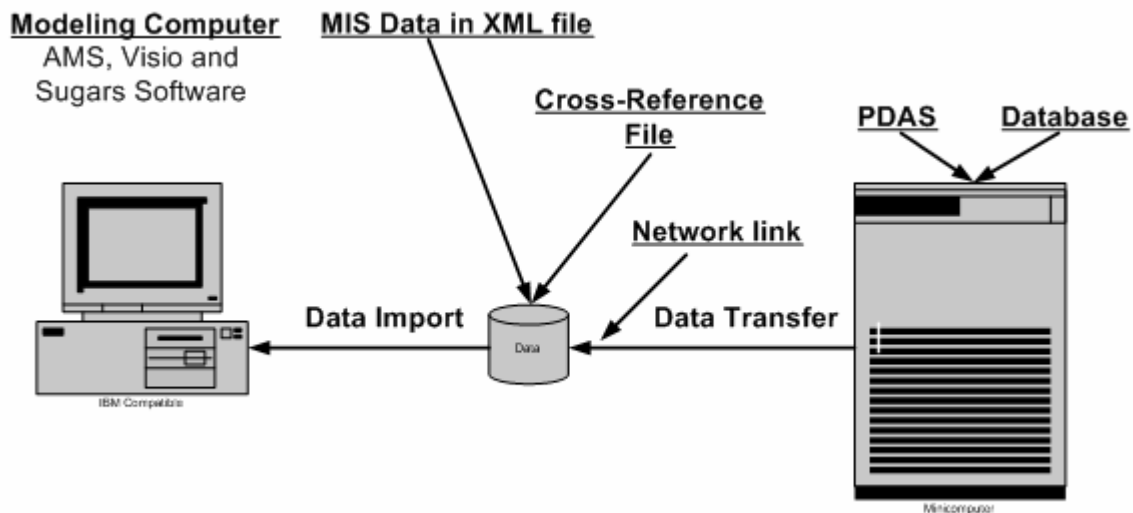 Modeling Computer
AMS, Visio and
Sugars Software
MIS Data in XML file
Cross-Reference
File
PDAS
Database
Network link
Data Import
Data Transfer
Data
IBM Compatible
Minicomputer